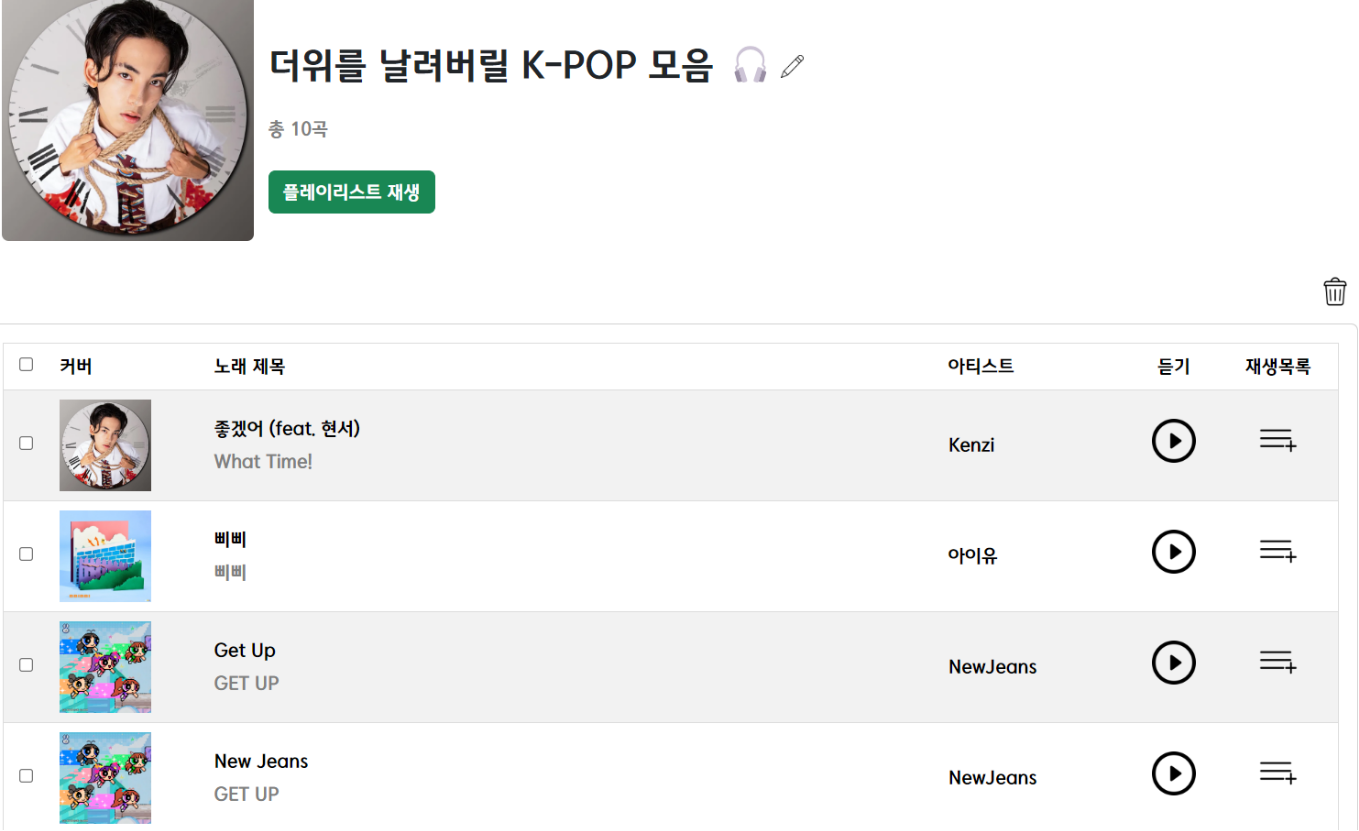 더위를 날려버릴 K-POP 모음 🎧
총 10곡
플레이리스트 재생
커버 노래 제목 아티스트 듣기 재생목록
좋겠어 (feat. 현서)
What Time!
Kenzi
삐삐
삐삐
아이유
Get Up
GET UP
NewJeans
New Jeans
GET UP
NewJeans